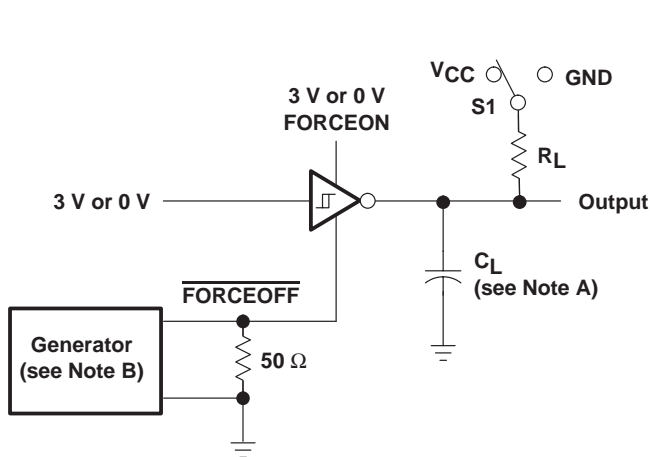 VCC
GND
S1
3 V or 0 V
FORCEON
RL
3 V or 0 V
Output
CL
(see Note A)
FORCEOFF
Generator
(see Note B)
50 Ω